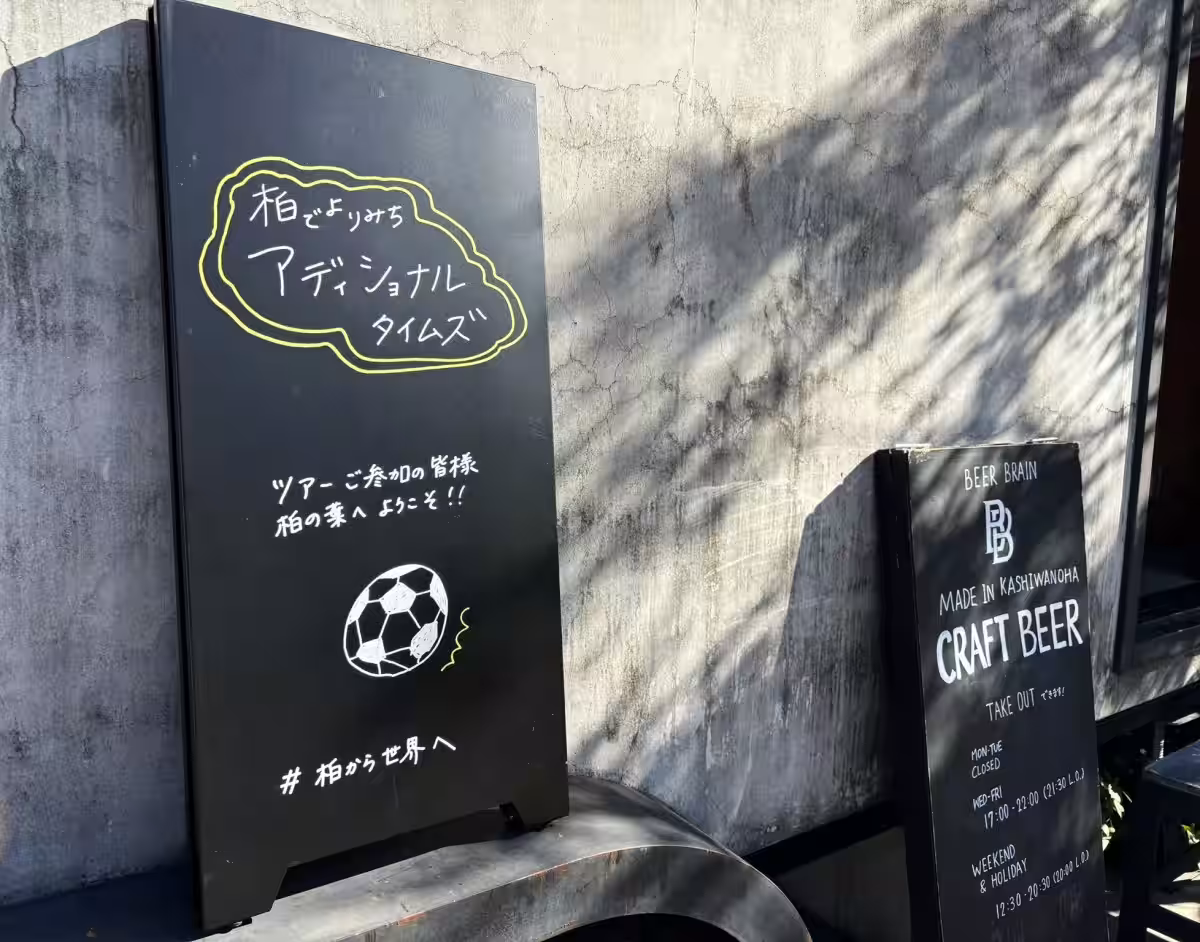 柏でよりみち
アディショナル
タイムズ
ツアーご参加の皆様
柏の葉へ ようこそ!!
# 柏から世界へ
BEER BRAIN
BB
MADE IN KASHIWANOHA
CRAFT BEER
TAKE OUT できます!
MON-TUE
CLOSED
WED-FRI
17:00-22:00 (21:30 L.O.)
WEEKEND
& HOLIDAY
12:30-20:30 (20:00 L.O.)